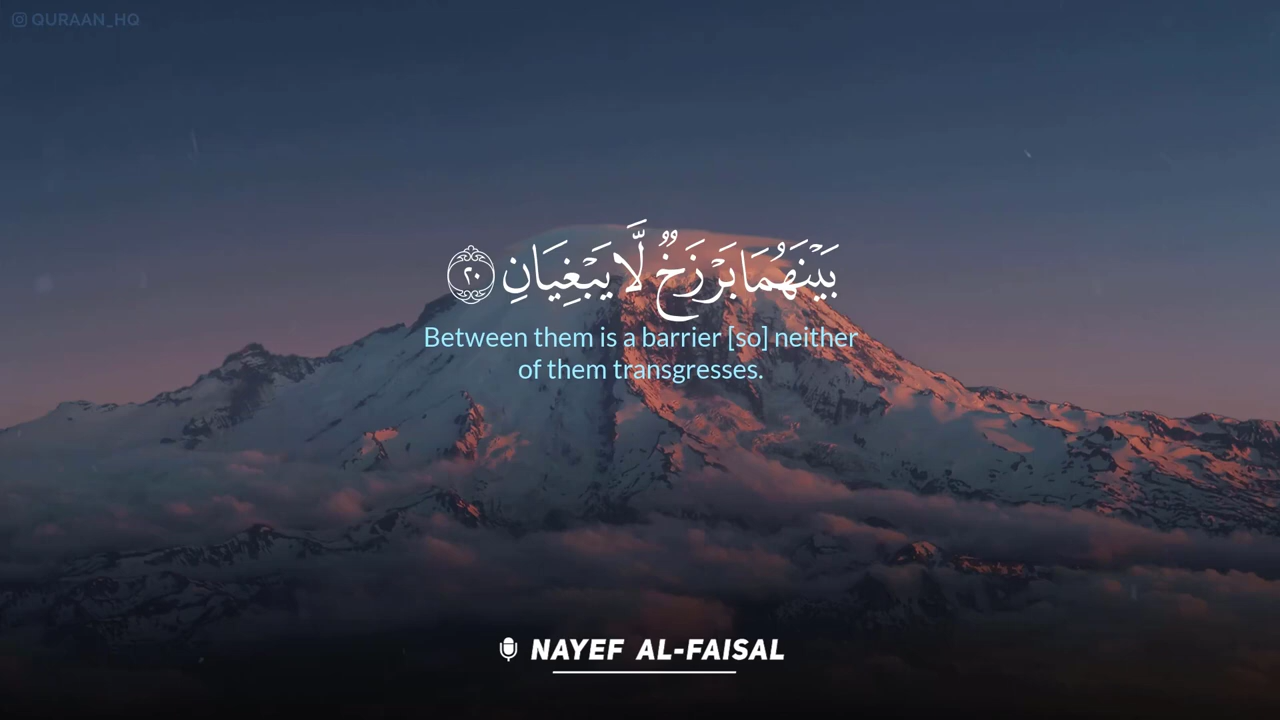 QURAAN_HQ
بَيْنَهُمَا بَرْزَخٌ لَّا يَبْغِيَانِ ٢٠
Between them is a barrier [so] neither
of them transgresses.
NAYEF AL-FAISAL